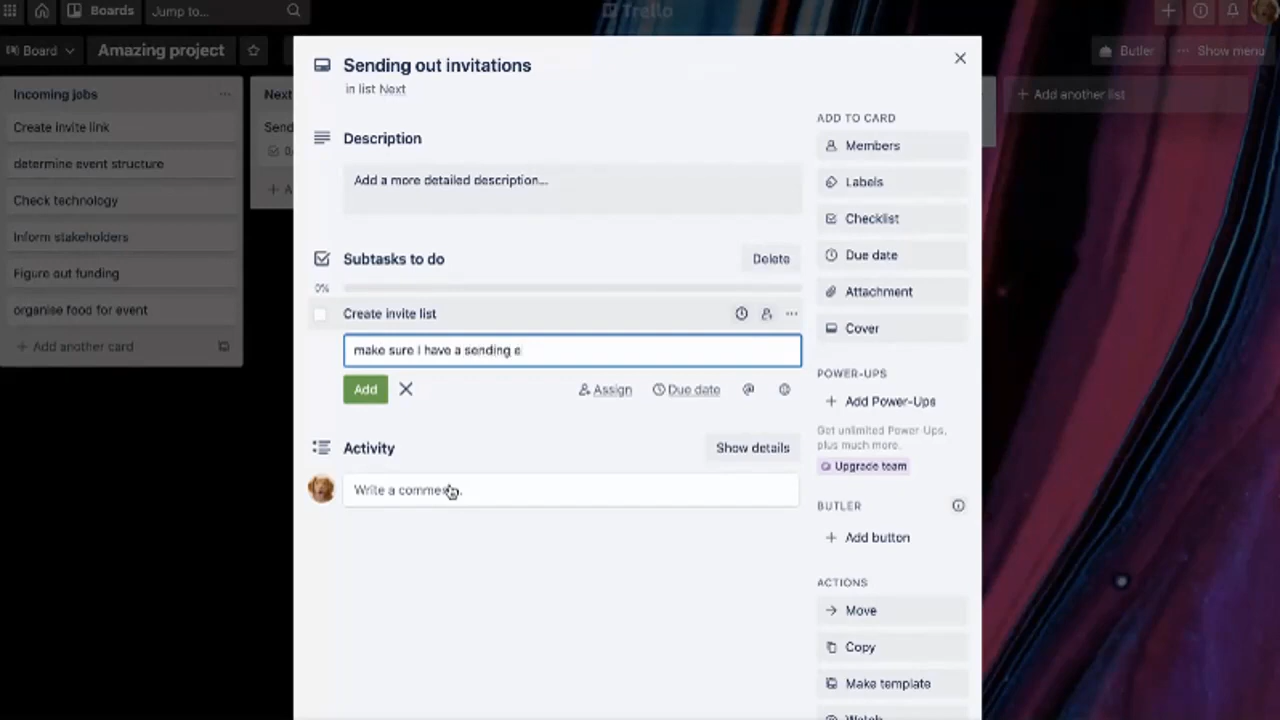 Boards
Jump to...
Trello
Board
Amazing project
Butler
Show menu
Incoming jobs
Create invite link
determine event structure
Check technology
Inform stakeholders
Figure out funding
organise food for event
Add another card
Next
Send
Add another list
Sending out invitations
in list Next
Description
Add a more detailed description...
Subtasks to do
Delete
0%
Create invite list
make sure I have a sending e
Add
Assign
Due date
Activity
Show details
Write a comment
ADD TO CARD
Members
Labels
Checklist
Due date
Attachment
Cover
POWER-UPS
Add Power-Ups
Get unlimited Power-Ups,
plus much more.
Upgrade team
BUTLER
Add button
ACTIONS
Move
Copy
Make template
Watch